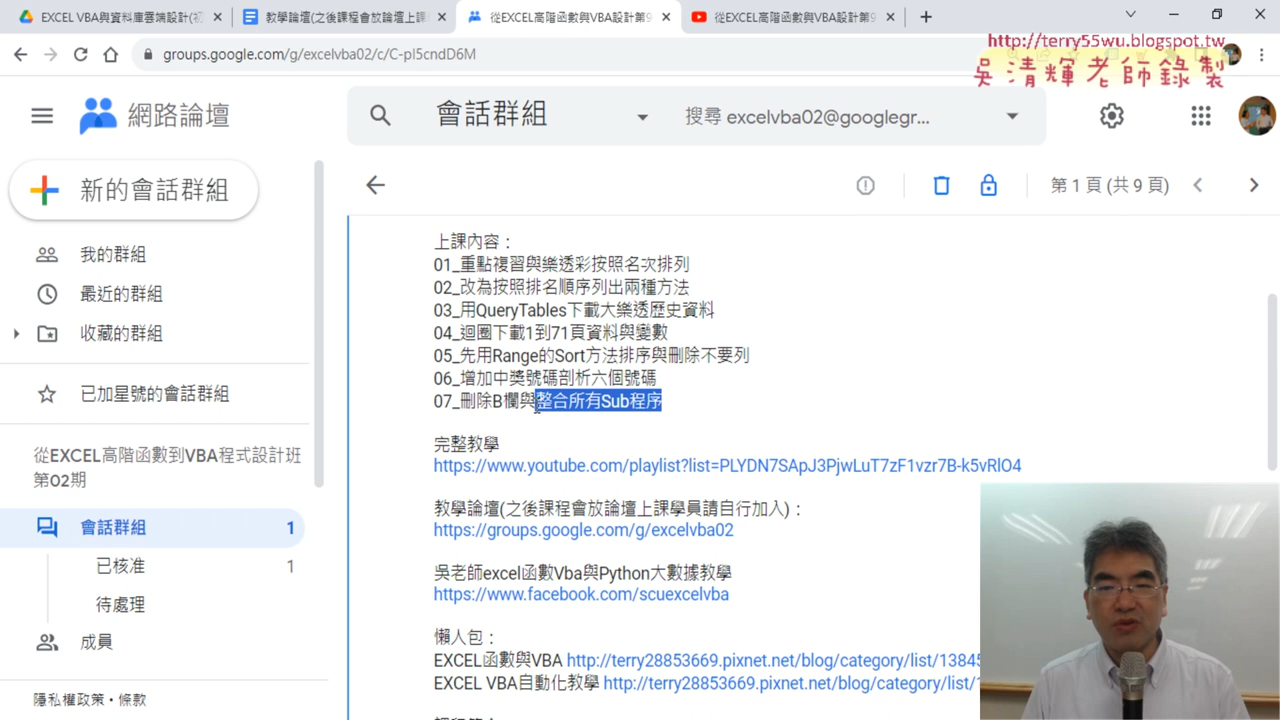 EXCEL VBA與資料庫雲端設計(初
教學論壇(之後課程會放論壇上課
從EXCEL高階函數與VBA設計第9
從EXCEL高階函數與VBA設計第
groups.google.com/g/excelvba02/c/C-pI5cndD6M
http://terry55wu.blogspot.tw
吳清輝老師錄製
網路論壇
會話群組
搜尋 excelvba02@googlegr...
新的會話群組
第 1 頁 (共 9 頁)
我的群組
最近的群組
收藏的群組
已加星號的會話群組
從EXCEL高階函數到VBA程式設計班
第02期
會話群組 1
已核准 1
待處理
成員
隱私權政策・條款
上課內容：
01_重點複習與樂透彩按照名次排列
02_改為按照排名順序列出兩種方法
03_用QueryTables下載大樂透歷史資料
04_迴圈下載1到71頁資料與變數
05_先用Range的Sort方法排序與刪除不要列
06_增加中獎號碼剖析六個號碼
07_刪除B欄與整合所有Sub程序
完整教學
https://www.youtube.com/playlist?list=PLYDN7SApJ3PjwLuT7zF1vzr7B-k5vRlO4
教學論壇(之後課程會放論壇上課學員請自行加入)：
https://groups.google.com/g/excelvba02
吳老師excel函數Vba與Python大數據教學
https://www.facebook.com/scuexcelvba
懶人包：
EXCEL函數與VBA http://terry28853669.pixnet.net/blog/category/list/13845
EXCEL VBA自動化教學 http://terry28853669.pixnet.net/blog/category/list/1